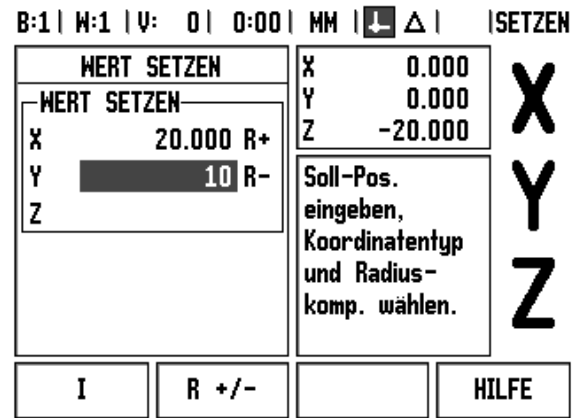 B:1 | W:1 | V: 0 | 0:00 | MM | Δ | |SETZEN
WERT SETZEN
WERT SETZEN
X 20.000 R+
Y 10 R-
Z
X 0.000
Y 0.000
Z -20.000
Soll-Pos.
eingeben,
Koordinatentyp
und Radius-
komp. wählen.
X
Y
Z
I
R +/-
HILFE